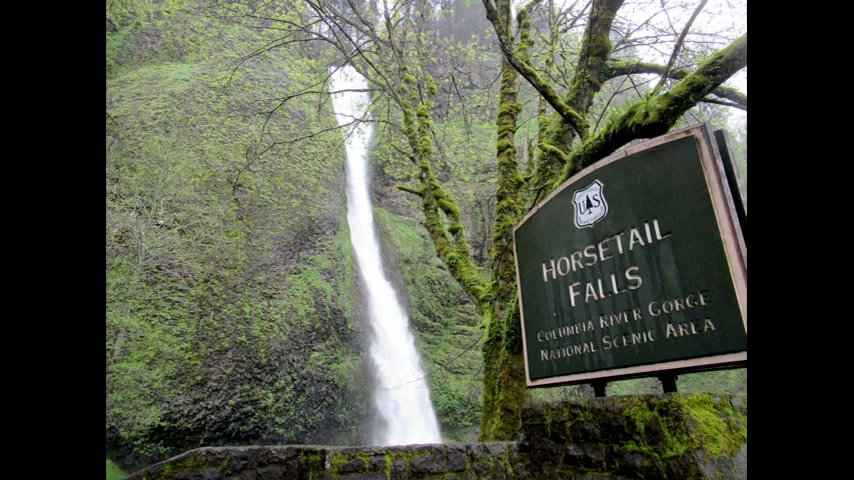 US
HORSETAIL
FALLS
COLUMBIA RIVER GORGE
NATIONAL SCENIC AREA